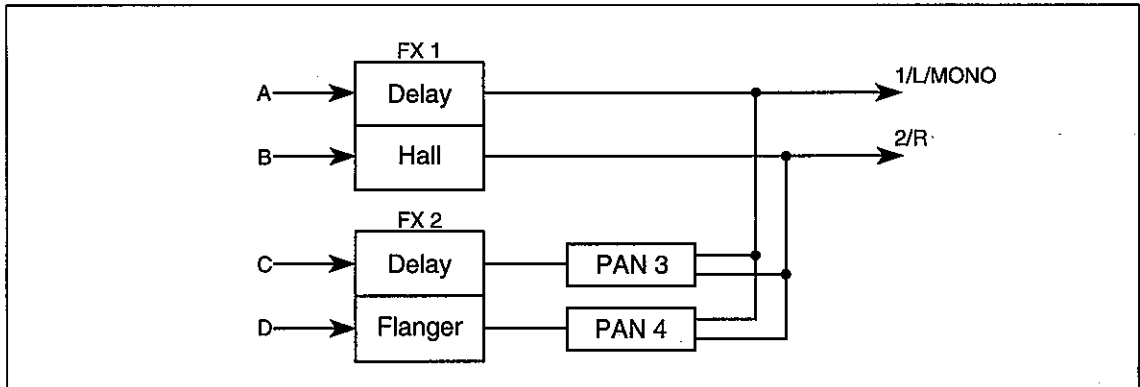 FX 1
A
Delay
1/L/MONO
B
Hall
2/R
FX 2
C
Delay
PAN 3
D
Flanger
PAN 4